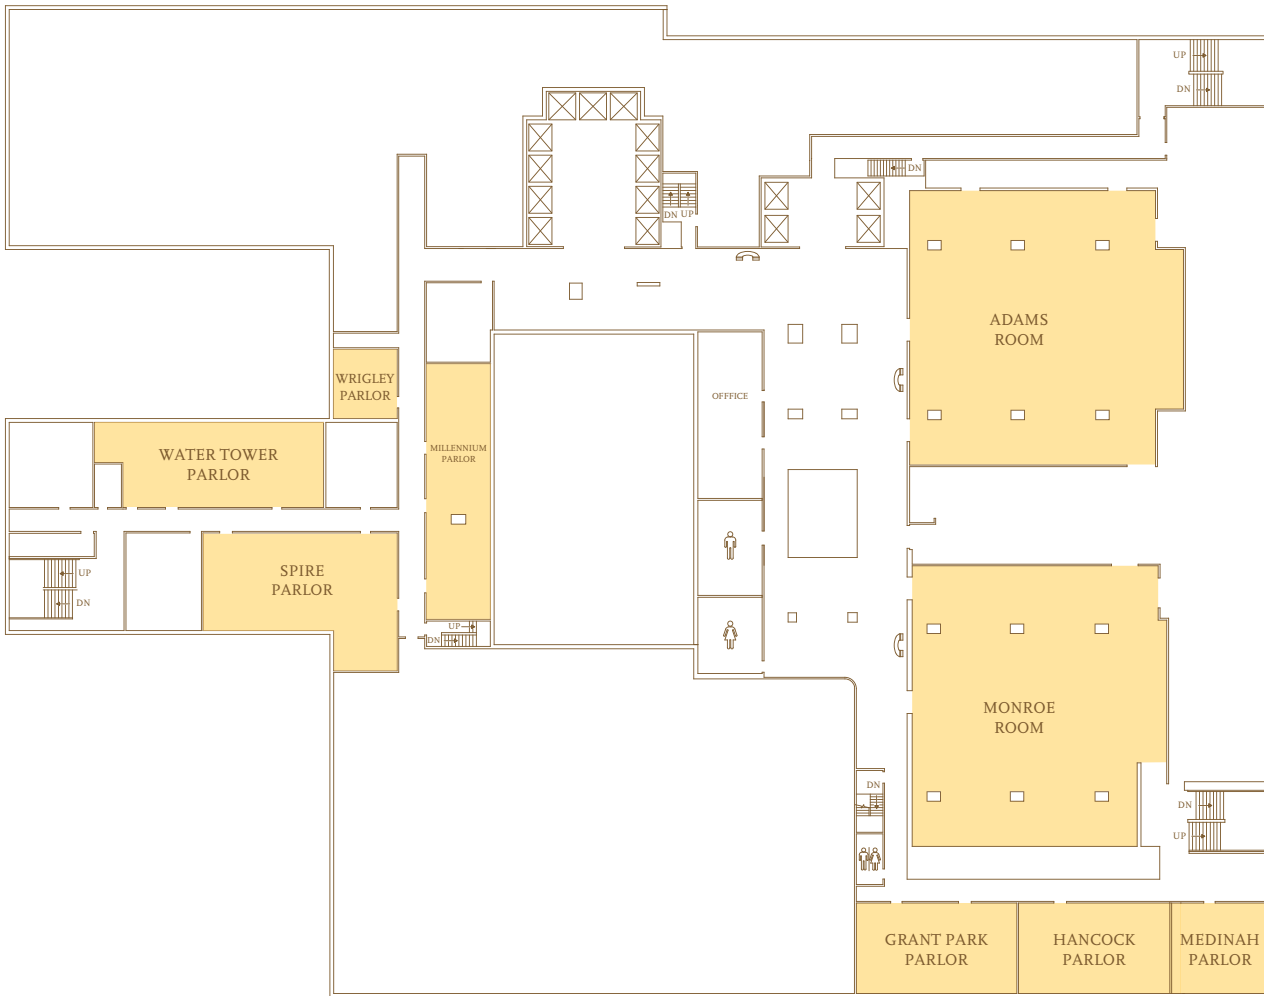 UP
DN
DN
DN UP
ADAMS
ROOM
WRIGLEY
PARLOR
OFFFICE
MILLENNIUM
PARLOR
WATER TOWER
PARLOR
SPIRE
PARLOR
UP
DN
UP
DN
MONROE
ROOM
DN
DN
UP
GRANT PARK
PARLOR
HANCOCK
PARLOR
MEDINAH
PARLOR